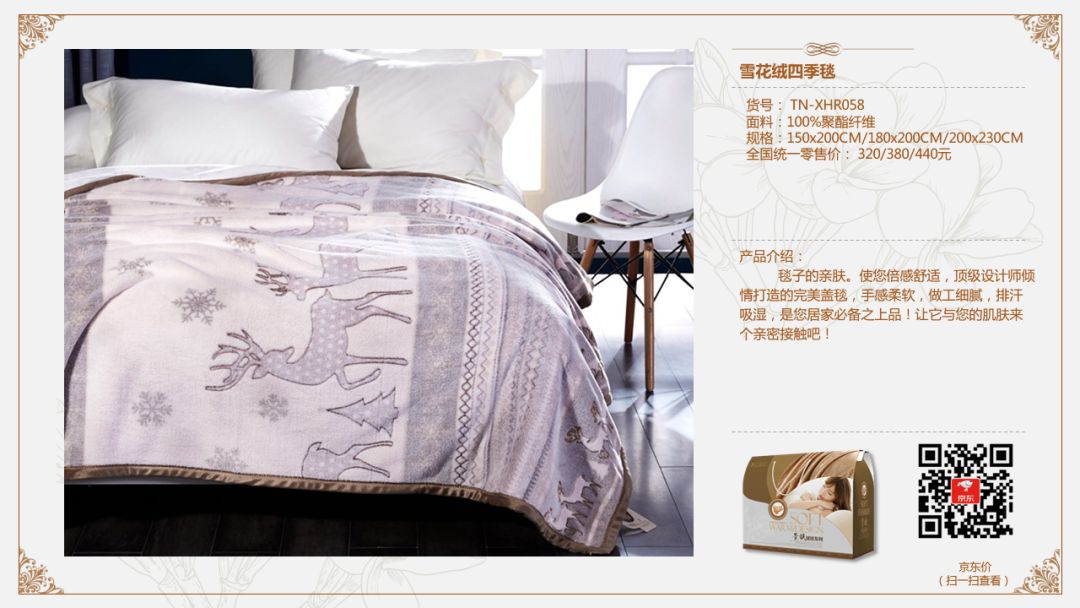 雪花绒四季毯
货号： TN-XHR058
面料：100%聚酯纤维
规格：150x200CM/180x200CM/200x230CM
全国统一零售价： 320/380/440元
产品介绍：
毯子的亲肤。使您倍感舒适，顶级设计师倾
情打造的完美盖毯，手感柔软，做工细腻，排汗
吸湿，是您居家必备之上品！让它与您的肌肤来
个亲密接触吧！
京东
京东价
（扫一扫查看）